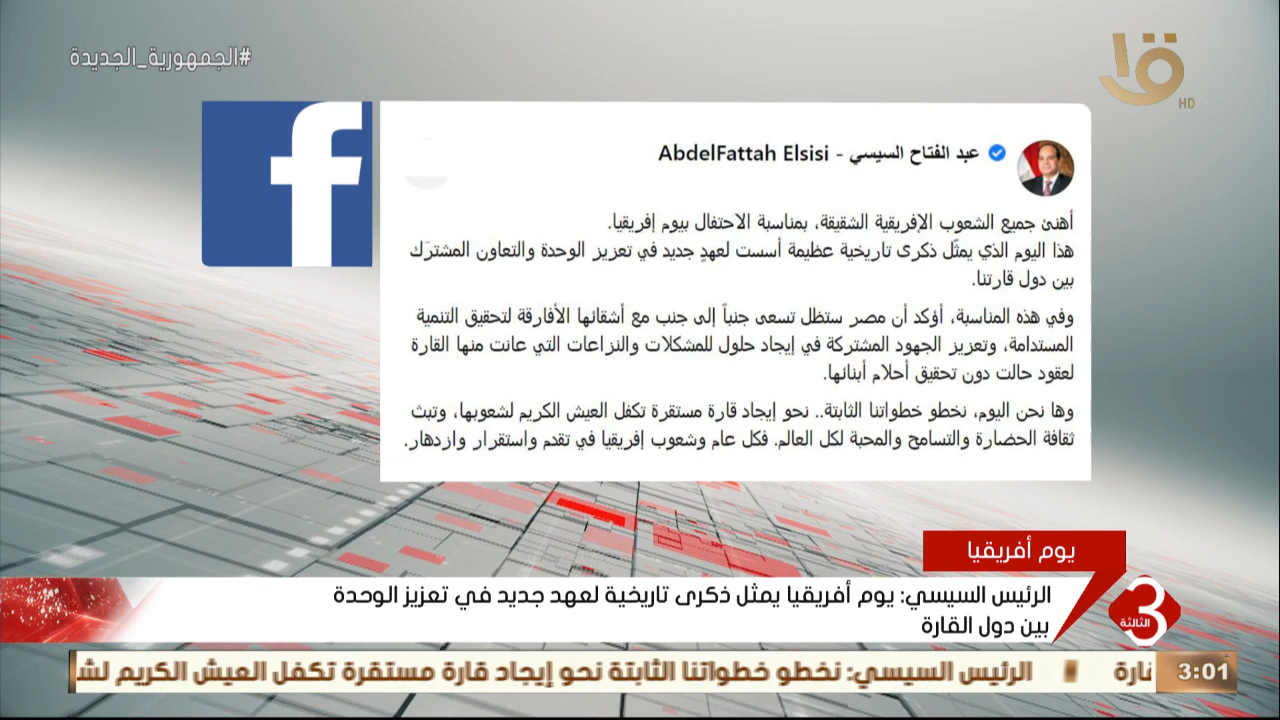 #الجمهورية_الجديدة
HD
عبد الفتاح السيسي - AbdelFattah Elsisi
أهنئ جميع الشعوب الإفريقية الشقيقة، بمناسبة الاحتفال بيوم إفريقيا.
هذا اليوم الذي يمثّل ذكرى تاريخية عظيمة أسست لعهدٍ جديد في تعزيز الوحدة والتعاون المشترَك
بين دول قارتنا.
وفي هذه المناسبة، أؤكد أن مصر ستظل تسعى جنباً إلى جنب مع أشقائها الأفارقة لتحقيق التنمية
المستدامة، وتعزيز الجهود المشتركة في إيجاد حلول للمشكلات والنزاعات التي عانت منها القارة
لعقود حالت دون تحقيق أحلام أبنائها.
وها نحن اليوم، نخطو خطواتنا الثابتة.. نحو إيجاد قارة مستقرة تكفل العيش الكريم لشعوبها، وتبث
ثقافة الحضارة والتسامح والمحبة لكل العالم. فكل عام وشعوب إفريقيا في تقدم واستقرار وازدهار.
يوم أفريقيا
الرئيس السيسي: يوم أفريقيا يمثل ذكرى تاريخية لعهد جديد في تعزيز الوحدة
بين دول القارة
3 الثالثة
3:01
الرئيس السيسي: نخطو خطواتنا الثابتة نحو إيجاد قارة مستقرة تكفل العيش الكريم